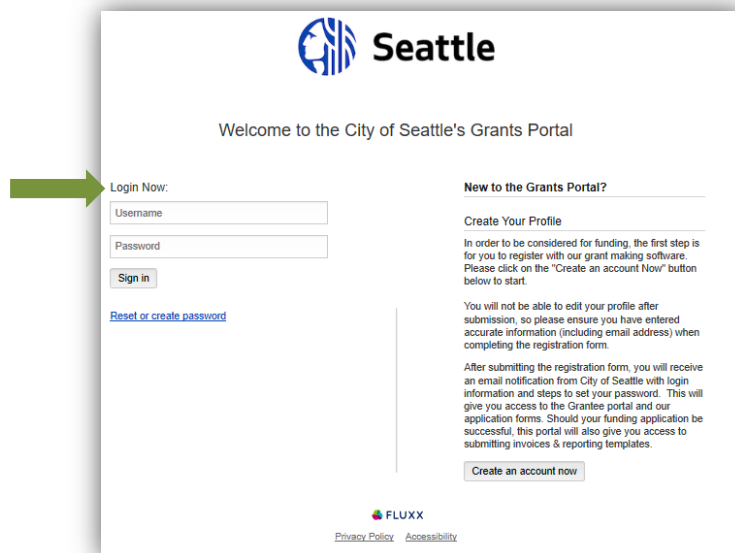 Seattle
Welcome to the City of Seattle's Grants Portal
Login Now:
Username
Password
Sign in
Reset or create password
New to the Grants Portal?
Create Your Profile
In order to be considered for funding, the first step is
for you to register with our grant making software.
Please click on the "Create an account Now" button
below to start.
You will not be able to edit your profile after
submission, so please ensure you have entered
accurate information (including email address) when
completing the registration form.
After submitting the registration form, you will receive
an email notification from City of Seattle with login
information and steps to set your password. This will
give you access to the Grantee portal and our
application forms. Should your funding application be
successful, this portal will also give you access to
submitting invoices & reporting templates.
Create an account now
FLUXX
Privacy Policy Accessibility